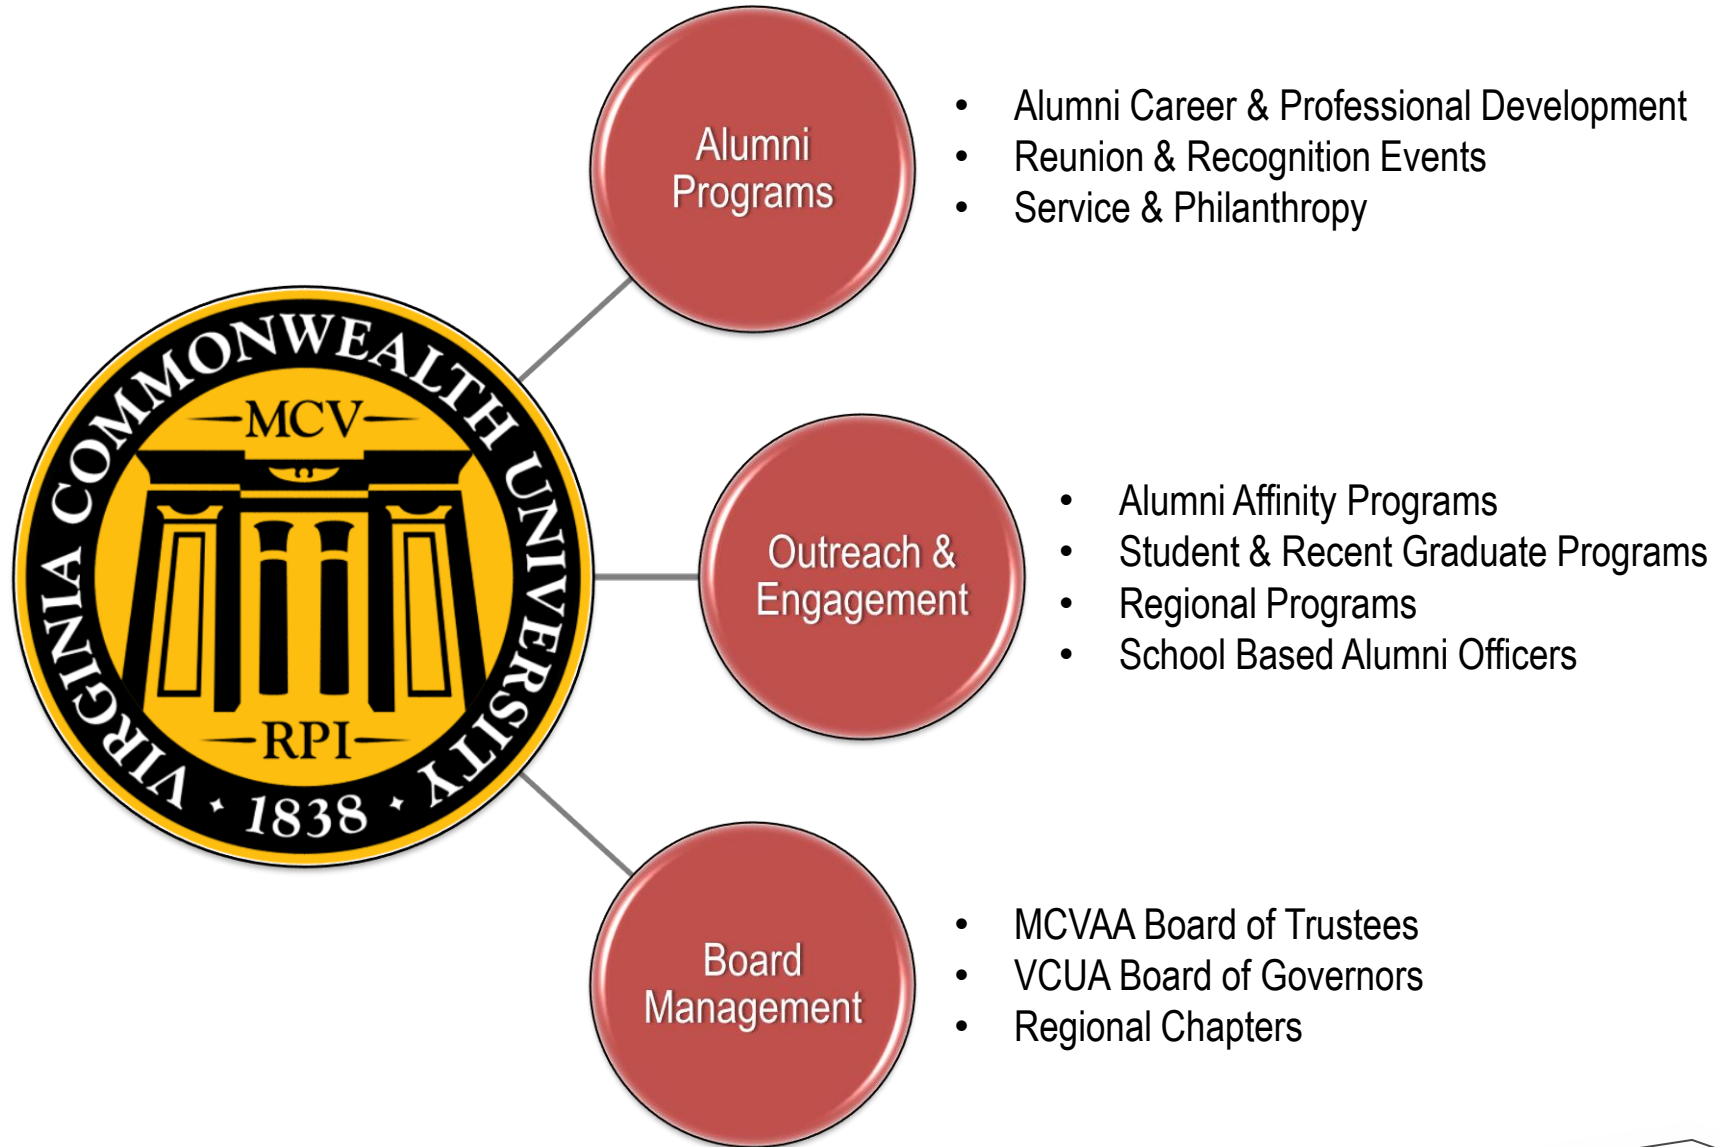 VIRGINIA COMMONWEALTH UNIVERSITY
MCV
RPI
· 1838 ·
Alumni
Programs
• Alumni Career & Professional Development
• Reunion & Recognition Events
• Service & Philanthropy
Outreach &
Engagement
• Alumni Affinity Programs
• Student & Recent Graduate Programs
• Regional Programs
• School Based Alumni Officers
Board
Management
• MCVAA Board of Trustees
• VCUA Board of Governors
• Regional Chapters